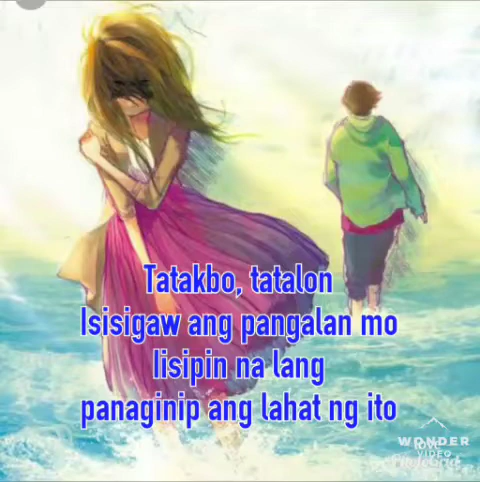 Tatakbo, tatalon
Isisigaw ang pangalan mo
Iisipin na lang
panaginip ang lahat ng ito
WONDER
VIDEO